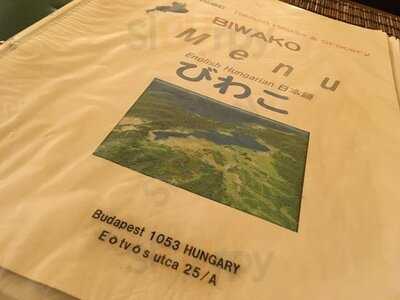 BIWAKO
Menu
English Hungarian 日本語
びわこ
Budapest 1053 HUNGARY
Eötvös utca 25/A